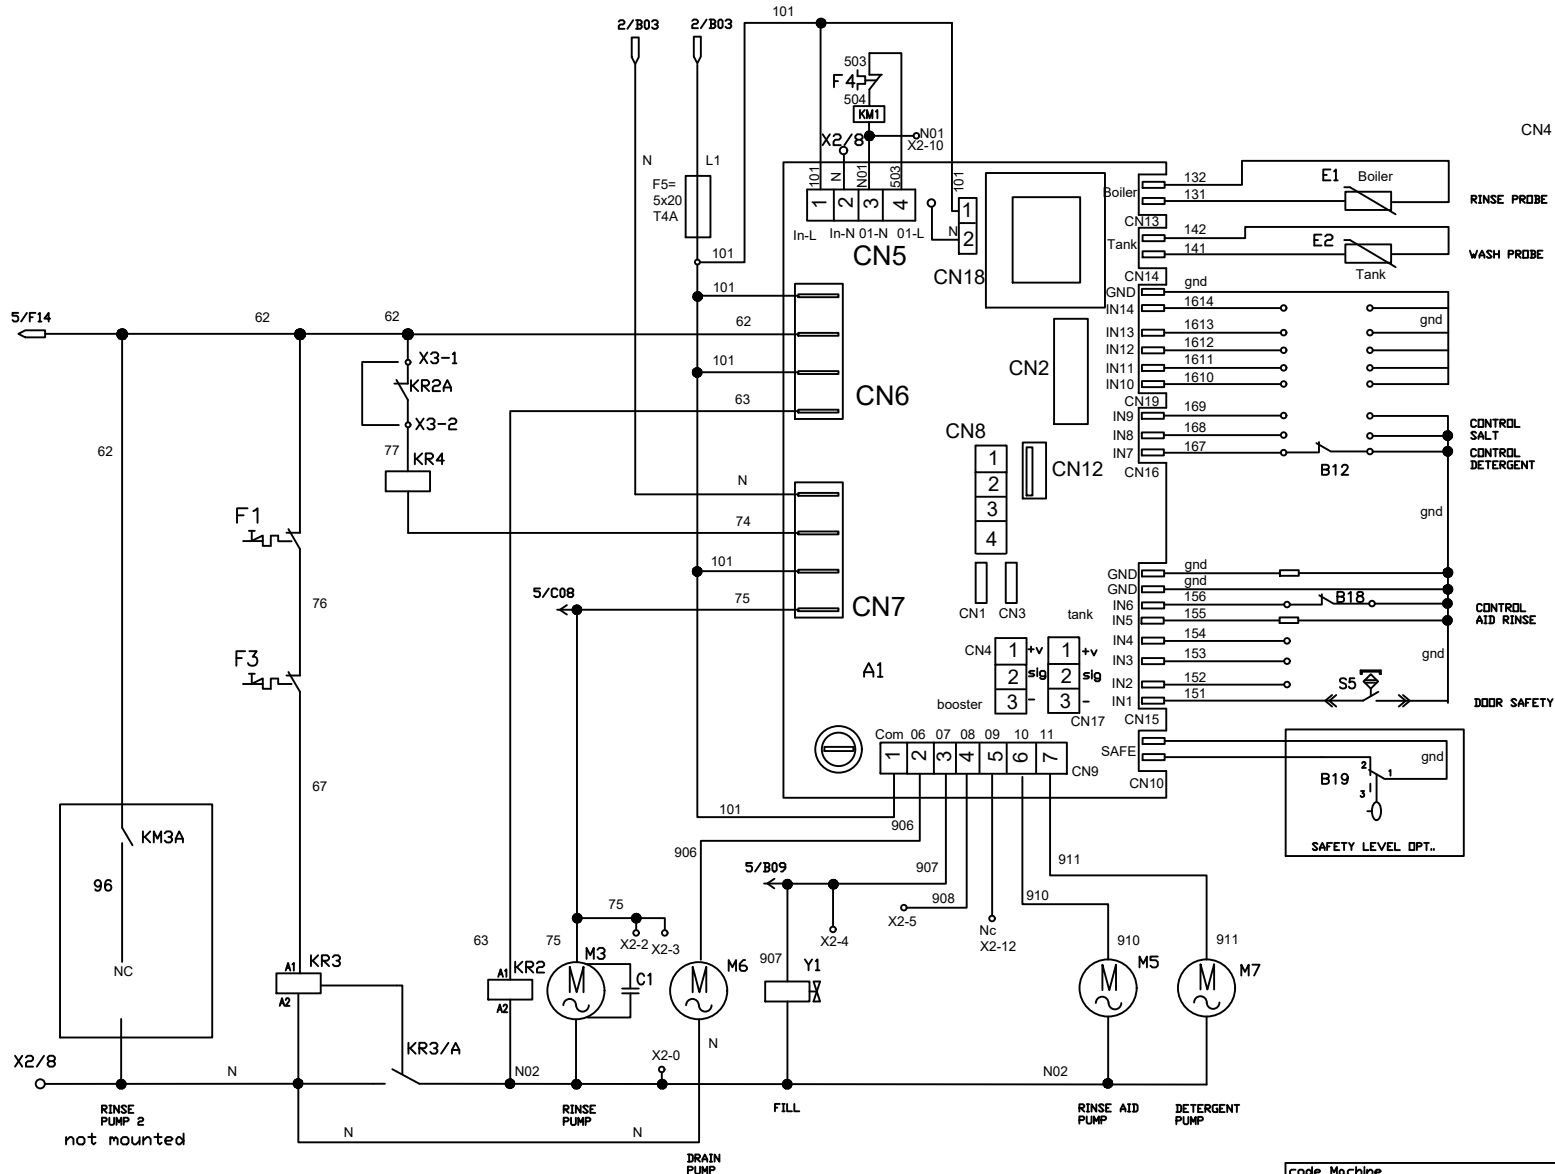 101
2/B03 2/B03
503
F4
504
KM1
CN4
X2/8
N01
X2-10
N L1
F5=
5x20
T4A
101 N N01 503 101
1 2 3 4
In-L In-N 01-N 01-L
CN5
1
N 2
CN18
Boiler
132
131
CN13
E1 Boiler
RINSE PROBE
Tank
142
141
CN14
E2
Tank
WASH PROBE
101
101
62
101
63
CN6
GND gnd
IN14 1614
IN13 1613
IN12 1612
IN11 1611
IN10 1610
gnd
CN19
IN9 169
IN8 168
IN7 167
CN16
B12
CONTROL
SALT
CONTROL
DETERGENT
CN2
CN8
1
2
3
4
CN12
5/F14
62 62
X3-1
KR2A
X3-2
77
KR4
62
F1
76
F3
67
N
74
101
75
CN7
5/C08
CN1 CN3
gnd
GND gnd
GND gnd
IN6 156
IN5 155
IN4 154
IN3 153
IN2 152
IN1 151
CN15
B18
CONTROL
AID RINSE
gnd
S5
DOOR SAFETY
tank
CN4 1 +v 1 +v
2 sig 2 sig
3 - 3 -
booster
CN17
A1
SAFE
CN10
gnd
2
1
B19
3
SAFETY LEVEL OPT..
Com 06 07 08 09 10 11
1 2 3 4 5 6 7
CN9
101
906
906
5/B09
907
908
X2-5
910
911
Nc
X2-12
X2-4
KM3A
96
NC
A1
KR3
A2
KR3/A
63
A1
KR2
A2
75
X2-2 X2-3
75
M3
M
C1
M6
M
N
907
Y1
910
M5
M
911
M7
M
X2/8
N
N02
X2-0
N02
RINSE
PUMP 2
not mounted
RINSE
PUMP
FILL
RINSE AID
PUMP
DETERGENT
PUMP
N N
DRAIN
PUMP
code Machine